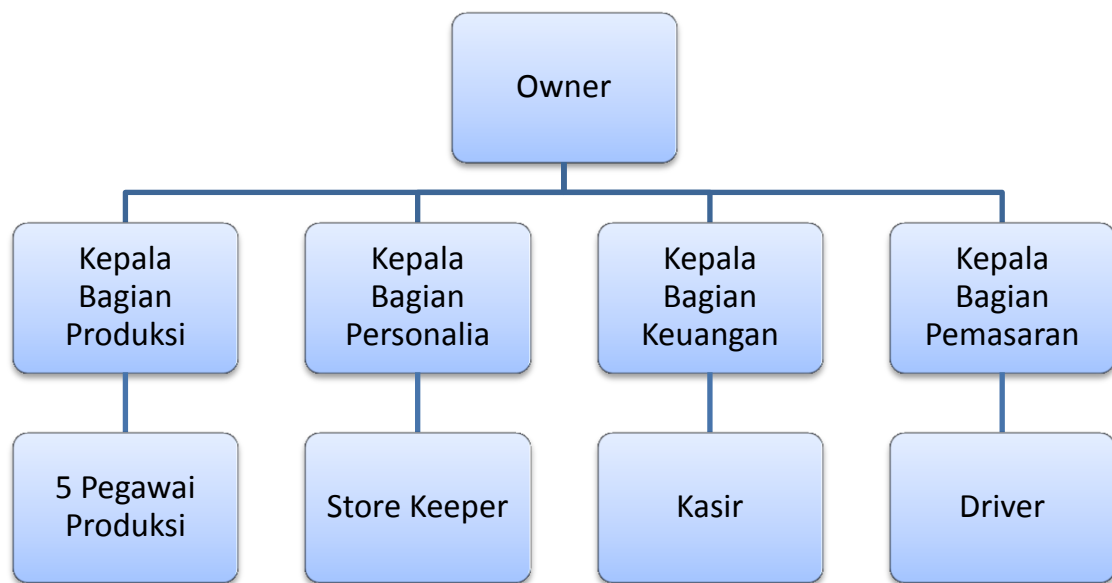 Owner
Kepala
Bagian
Produksi
Kepala
Bagian
Personalia
Kepala
Bagian
Keuangan
Kepala
Bagian
Pemasaran
5 Pegawai
Produksi
Store Keeper
Kasir
Driver